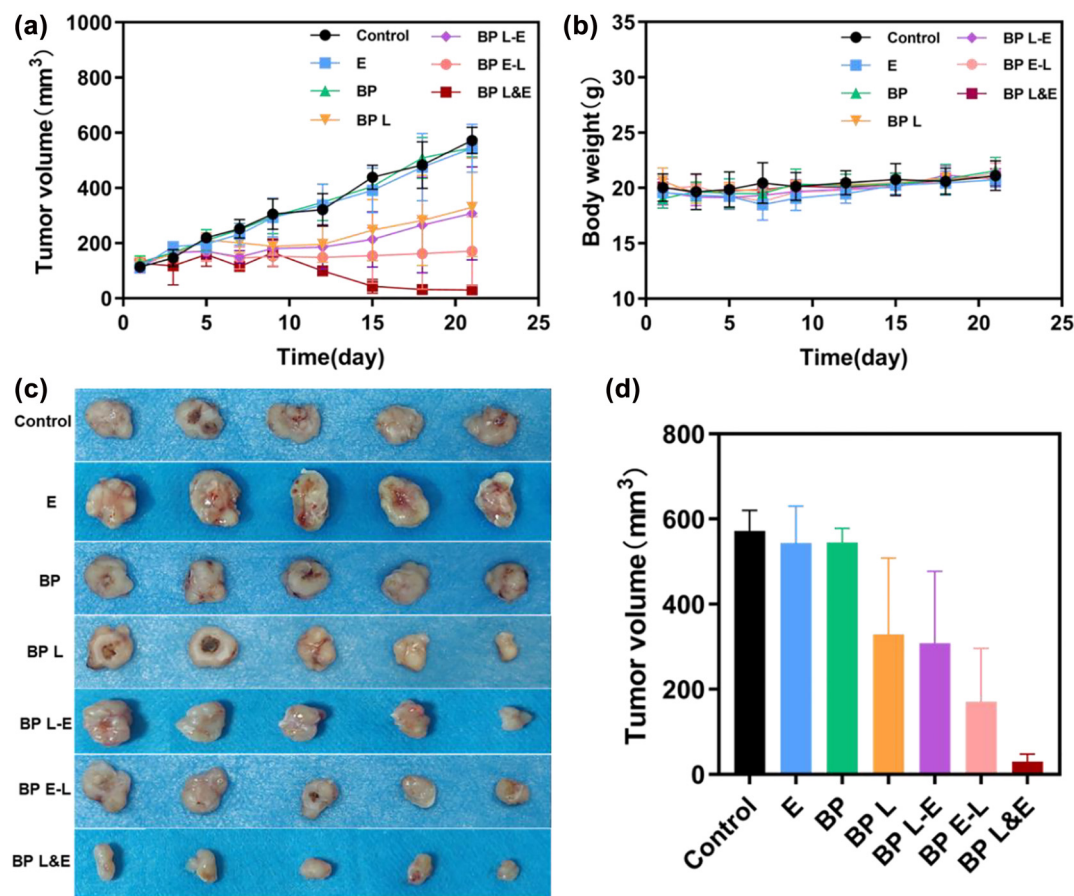 (a)
Tumor volume(mm³)
1000
800
600
400
200
0
0 5 10 15 20 25
Time(day)
Control
E
BP
BP L
BP L-E
BP E-L
BP L&E
(b)
Body weight(g)
35
30
25
20
15
10
0 5 10 15 20 25
Time(day)
Control
E
BP
BP L
BP L-E
BP E-L
BP L&E
(c)
Control
E
BP
BP L
BP L-E
BP E-L
BP L&E
(d)
Tumor volume(mm³)
800
600
400
200
0
Control
E
BP
BP L
BP L-E
BP E-L
BP L&E